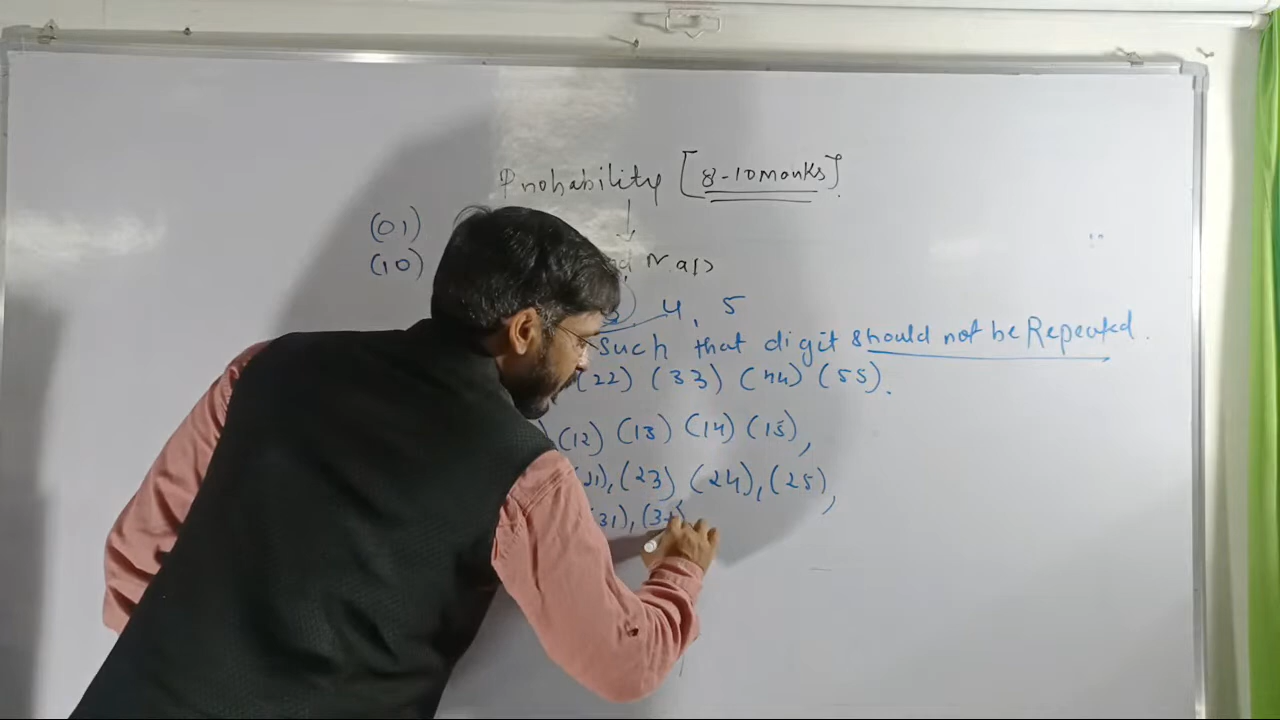 Probability [8-10 marks].
(01)
(10)
4, 5
Such that digit should not be Repeated.
(22) (33) (44) (55).
(12) (13) (14) (15),
(21), (23) (24), (25),
(31),